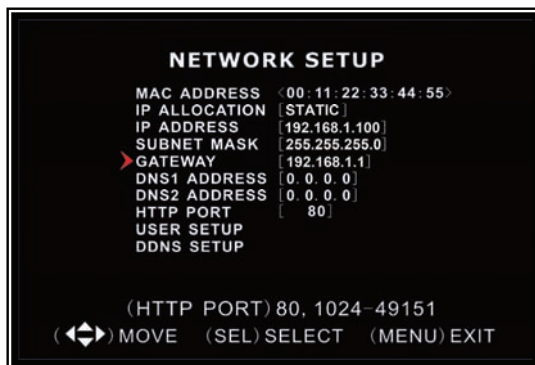 NETWORK SETUP
MAC ADDRESS <00:11:22:33:44:55>
IP ALLOCATION [STATIC]
IP ADDRESS [192.168.1.100]
SUBNET MASK [255.255.255.0]
GATEWAY [192.168.1.1]
DNS1 ADDRESS [0.0.0.0]
DNS2 ADDRESS [0.0.0.0]
HTTP PORT [ 80]
USER SETUP
DDNS SETUP
(HTTP PORT) 80, 1024-49151
( ) MOVE (SEL) SELECT (MENU) EXIT